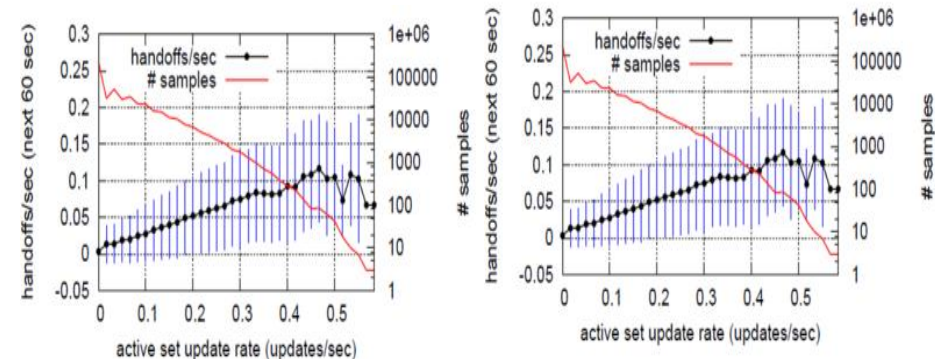 0.3
0.25
0.2
0.15
0.1
0.05
0
-0.05
handoffs/sec (next 60 sec)
handoffs/sec
# samples
1e+06
100000
10000
1000
100
10
1
# samples
0 0.1 0.2 0.3 0.4 0.5
active set update rate (updates/sec)
0.3
0.25
0.2
0.15
0.1
0.05
0
-0.05
handoffs/sec (next 60 sec)
handoffs/sec
# samples
1e+06
100000
10000
1000
100
10
1
# samples
0 0.1 0.2 0.3 0.4 0.5
active set update rate (updates/sec)